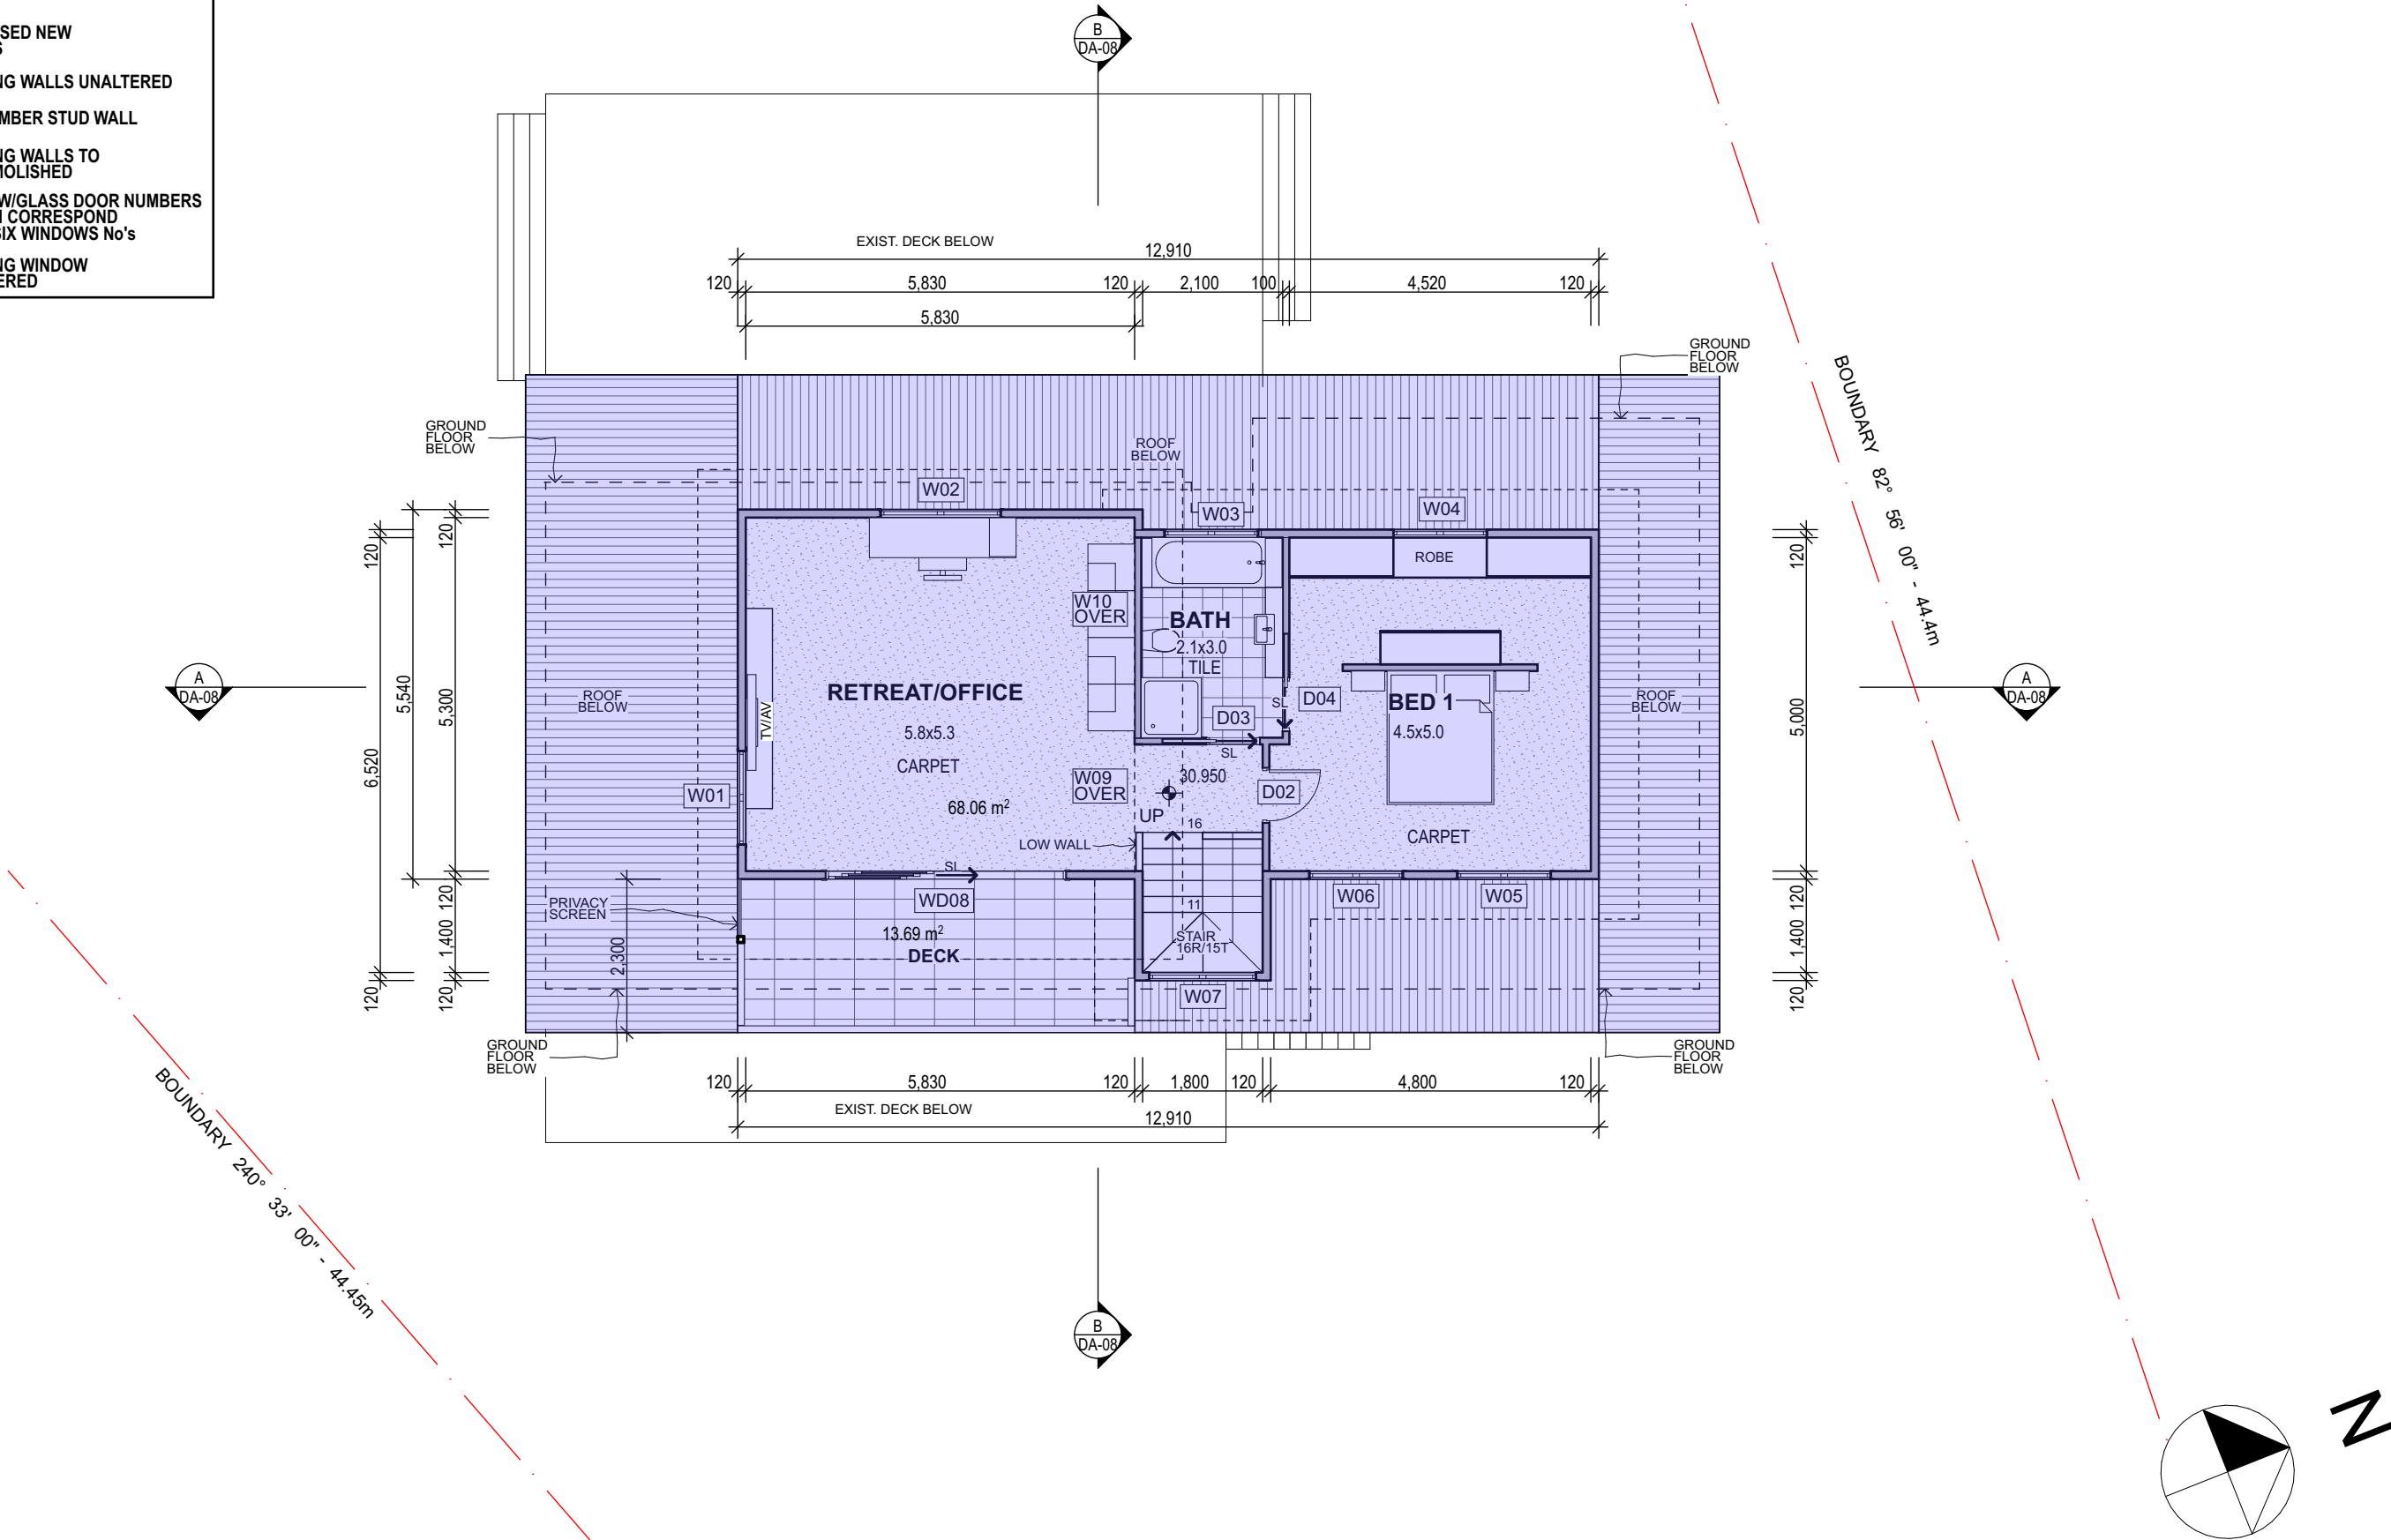 SED NEW
S
NG WALLS UNALTERED
MBER STUD WALL
NG WALLS TO
MOLISHED
W/GLASS DOOR NUMBERS
H CORRESPOND
SIX WINDOWS No's
NG WINDOW
ERED
B
DA-08
EXIST. DECK BELOW
12,910
120
5,830
120
2,100
100
4,520
120
5,830
GROUND
FLOOR
BELOW
BOUNDARY 82° 56' 00" - 44.4m
GROUND
FLOOR
BELOW
ROOF
BELOW
W02
W03
W04
120
120
120
ROBE
W10
OVER
BATH
2.1x3.0
TILE
A
DA-08
5,540
5,300
6,520
ROOF
BELOW
TV/AV
RETREAT/OFFICE
5.8x5.3
CARPET
68.06 m²
SL
D04
D03
SL
BED 1
4.5x5.0
ROOF
BELOW
5,000
A
DA-08
W01
W09
OVER
30.950
D02
UP
16
LOW WALL
CARPET
SL
WD08
W06
W05
PRIVACY
SCREEN
120
1,400
120
120
2,300
13.69 m²
DECK
11
STAIR
16R/15T
W07
120
1,400
120
GROUND
FLOOR
BELOW
GROUND
FLOOR
BELOW
120
5,830
120
1,800
120
4,800
120
EXIST. DECK BELOW
12,910
BOUNDARY 240° 33' 00" - 44.45m
B
DA-08
N